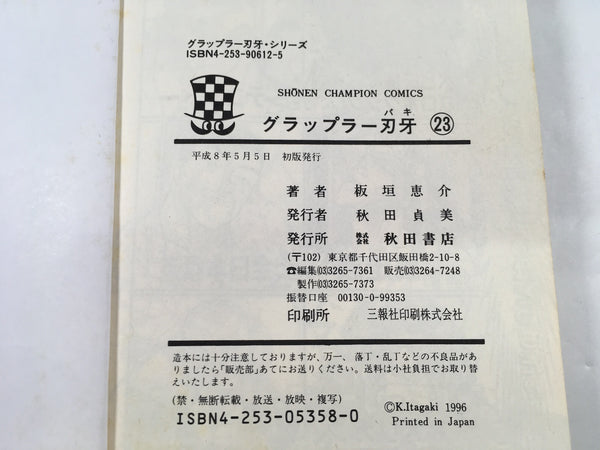 グラップラー刃牙・シリーズ
ISBN4-253-90612-5
SHŌNEN CHAMPION COMICS
バキ
グラップラー刃牙 ㉓
平成8年5月5日 初版発行
著者 板垣恵介
発行者 秋田貞美
発行所 株式会社 秋田書店
(〒102) 東京都千代田区飯田橋2-10-8
☎編集(03)3265-7361 販売(03)3264-7248
製作(03)3265-7373
振替口座 00130-0-99353
印刷所 三報社印刷株式会社
造本には十分注意しておりますが、万一、落丁・乱丁などの不良品があ
りましたら「販売部」あてにお送りください。送料は小社負担でお取り替
えいたします。
(禁・無断転載・放送・放映・複写)
ISBN4-253-05358-0
©K.Itagaki 1996
Printed in Japan